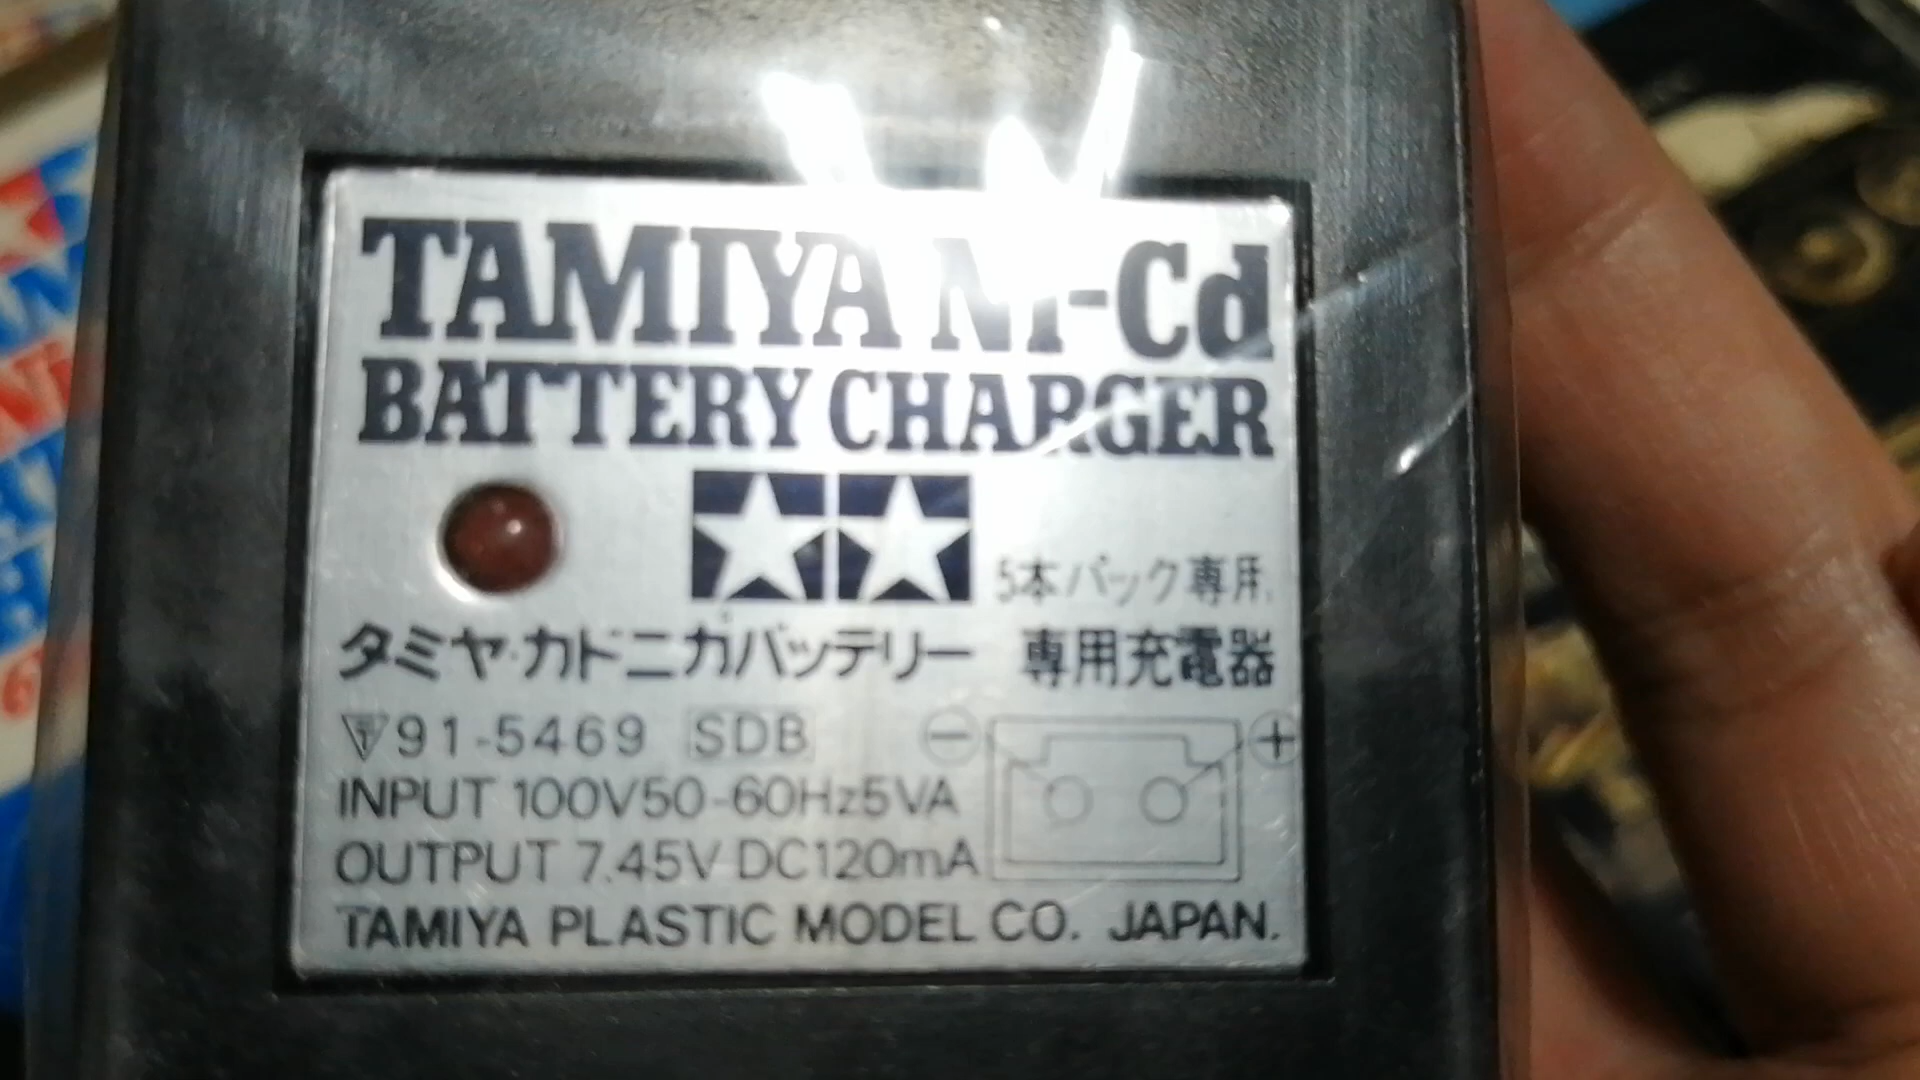 TAMIYA Ni-Cd
BATTERY CHARGER
5本パック専用
タミヤ・カドニカバッテリー 専用充電器
91-5469 SDB
− +
INPUT 100V50-60Hz5VA
OUTPUT 7.45V DC120mA
TAMIYA PLASTIC MODEL CO. JAPAN.